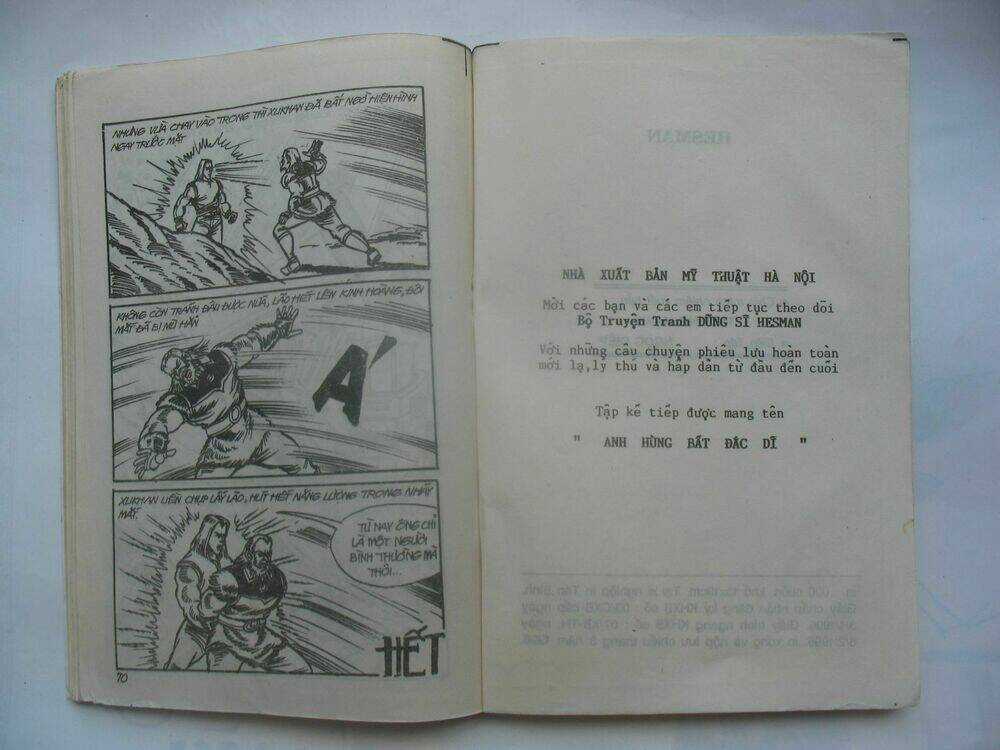 NHƯNG VỪA CHẠY VÀO TRONG THÌ XUKHAN ĐÃ BẤT NGỜ HIỆN HÌNH
NGAY TRƯỚC MẮT
KHÔNG CÒN TRÁNH ĐÂU ĐƯỢC NỮA, LÃO HÉT LÊN KINH HOÀNG, ĐÔI
MẮT ĐÃ BỊ MÙ HẲN
Á
XUKHAN LIỀN CHỤP LẤY LÃO, HÚT HẾT NĂNG LƯỢNG TRONG NHÁY
MẮT.
TỪ NAY ÔNG CHỈ
LÀ MỘT NGƯỜI
BÌNH THƯỜNG MÀ
THÔI...
HẾT
70
HESMAN
NHÀ XUẤT BẢN MỸ THUẬT HÀ NỘI
Mời các bạn và các em tiếp tục theo dõi
Bộ Truyện Tranh DŨNG SĨ HESMAN
Với những câu chuyện phiêu lưu hoàn toàn
mới lạ,lý thú và hấp dẫn từ đầu đến cuối
Tập kế tiếp được mang tên
" ANH HÙNG BẤT ĐẮC DĨ "